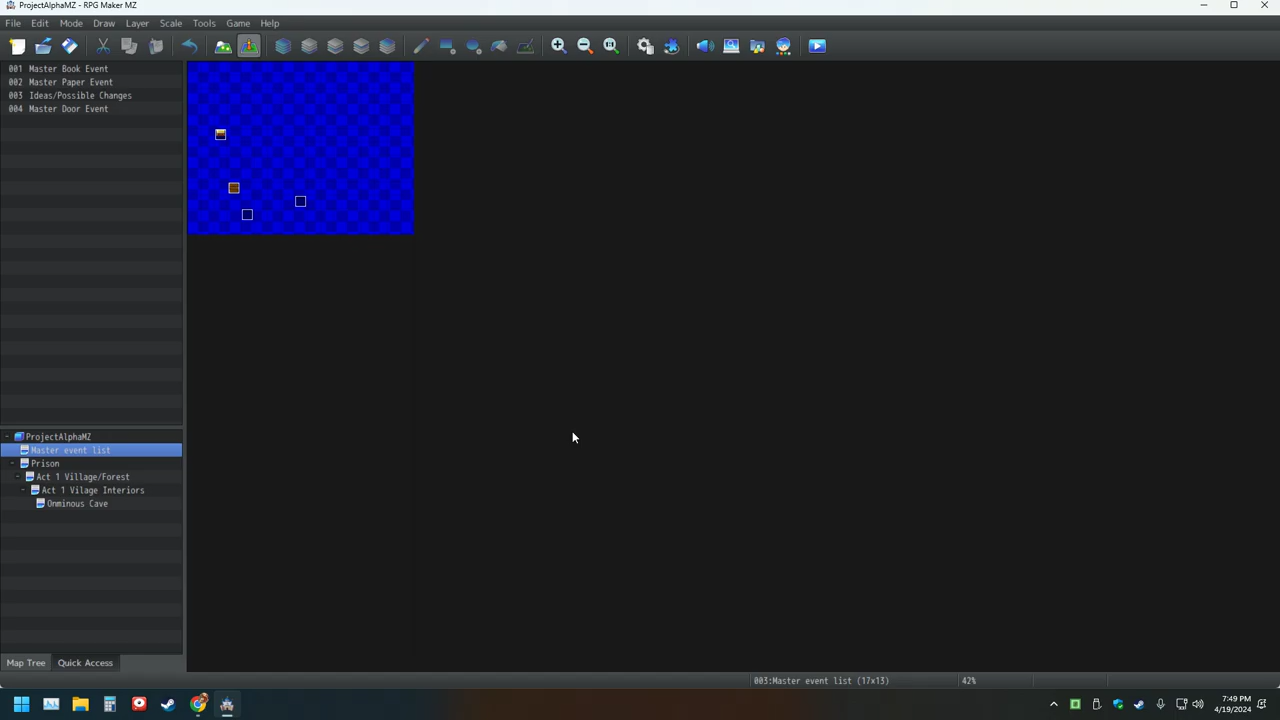 ProjectAlphaMZ - RPG Maker MZ
File Edit Mode Draw Layer Scale Tools Game Help
001 Master Book Event
002 Master Paper Event
003 Ideas/Possible Changes
004 Master Door Event
ProjectAlphaMZ
Master event list
Prison
Act 1 Village/Forest
Act 1 Vilage Interiors
Onminous Cave
Map Tree Quick Access
003:Master event list (17x13) 42%
7:49 PM
4/19/2024